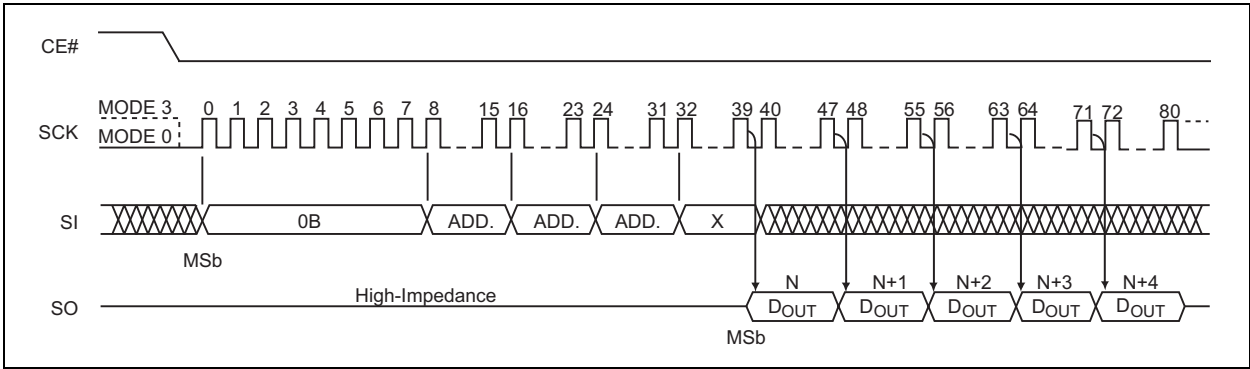 CE#
MODE 3
0 1 2 3 4 5 6 7 8 15 16 23 24 31 32 39 40 47 48 55 56 63 64 71 72 80
SCK
MODE 0
SI
0B
ADD.
ADD.
ADD.
X
MSb
N N+1 N+2 N+3 N+4
High-Impedance
SO
DOUT DOUT DOUT DOUT DOUT
MSb